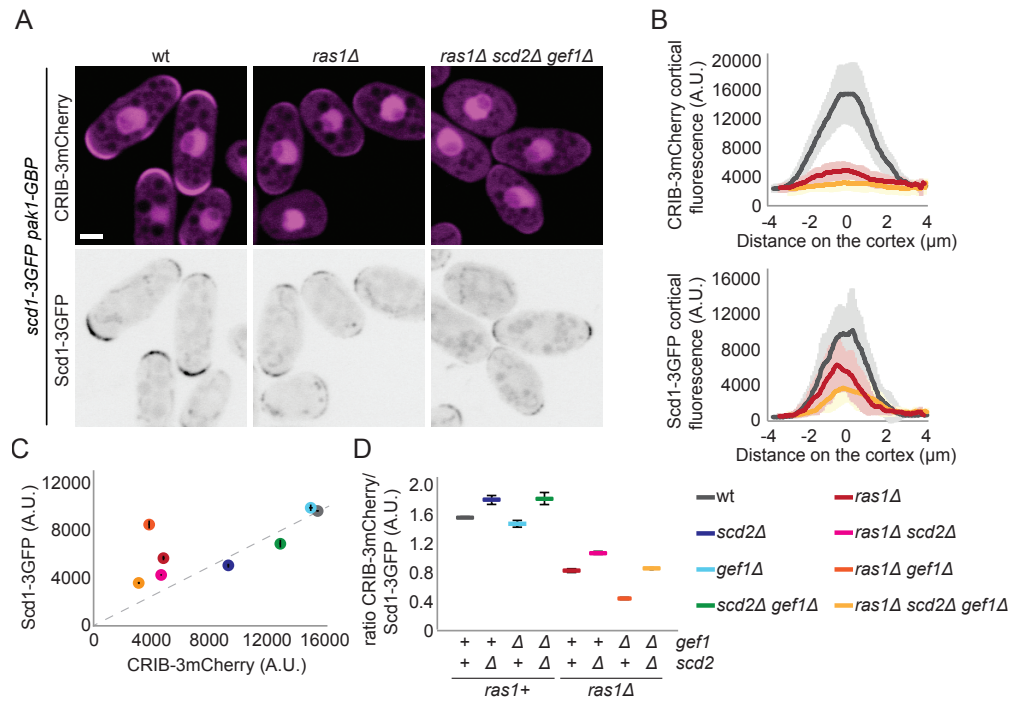 A
wt
ras1Δ
ras1Δ scd2Δ gef1Δ
scd1-3GFP pak1-GBP
CRIB-3mCherry
Scd1-3GFP
B
CRIB-3mCherry cortical
fluorescence (A.U.)
20000
16000
12000
8000
4000
0
-4
-2
0
2
4
Distance on the cortex (µm)
Scd1-3GFP cortical
fluorescence (A.U.)
16000
12000
8000
4000
0
-4
-2
0
2
4
Distance on the cortex (µm)
C
Scd1-3GFP (A.U.)
12000
8000
4000
0
0
4000
8000
12000
16000
CRIB-3mCherry (A.U.)
D
ratio CRIB-3mCherry/
Scd1-3GFP (A.U.)
2.0
1.6
1.2
0.8
0.4
0
+ + Δ Δ + + Δ Δ gef1
+ Δ + Δ + Δ + Δ scd2
ras1+
ras1Δ
wt
scd2Δ
gef1Δ
scd2Δ gef1Δ
ras1Δ
ras1Δ scd2Δ
ras1Δ gef1Δ
ras1Δ scd2Δ gef1Δ